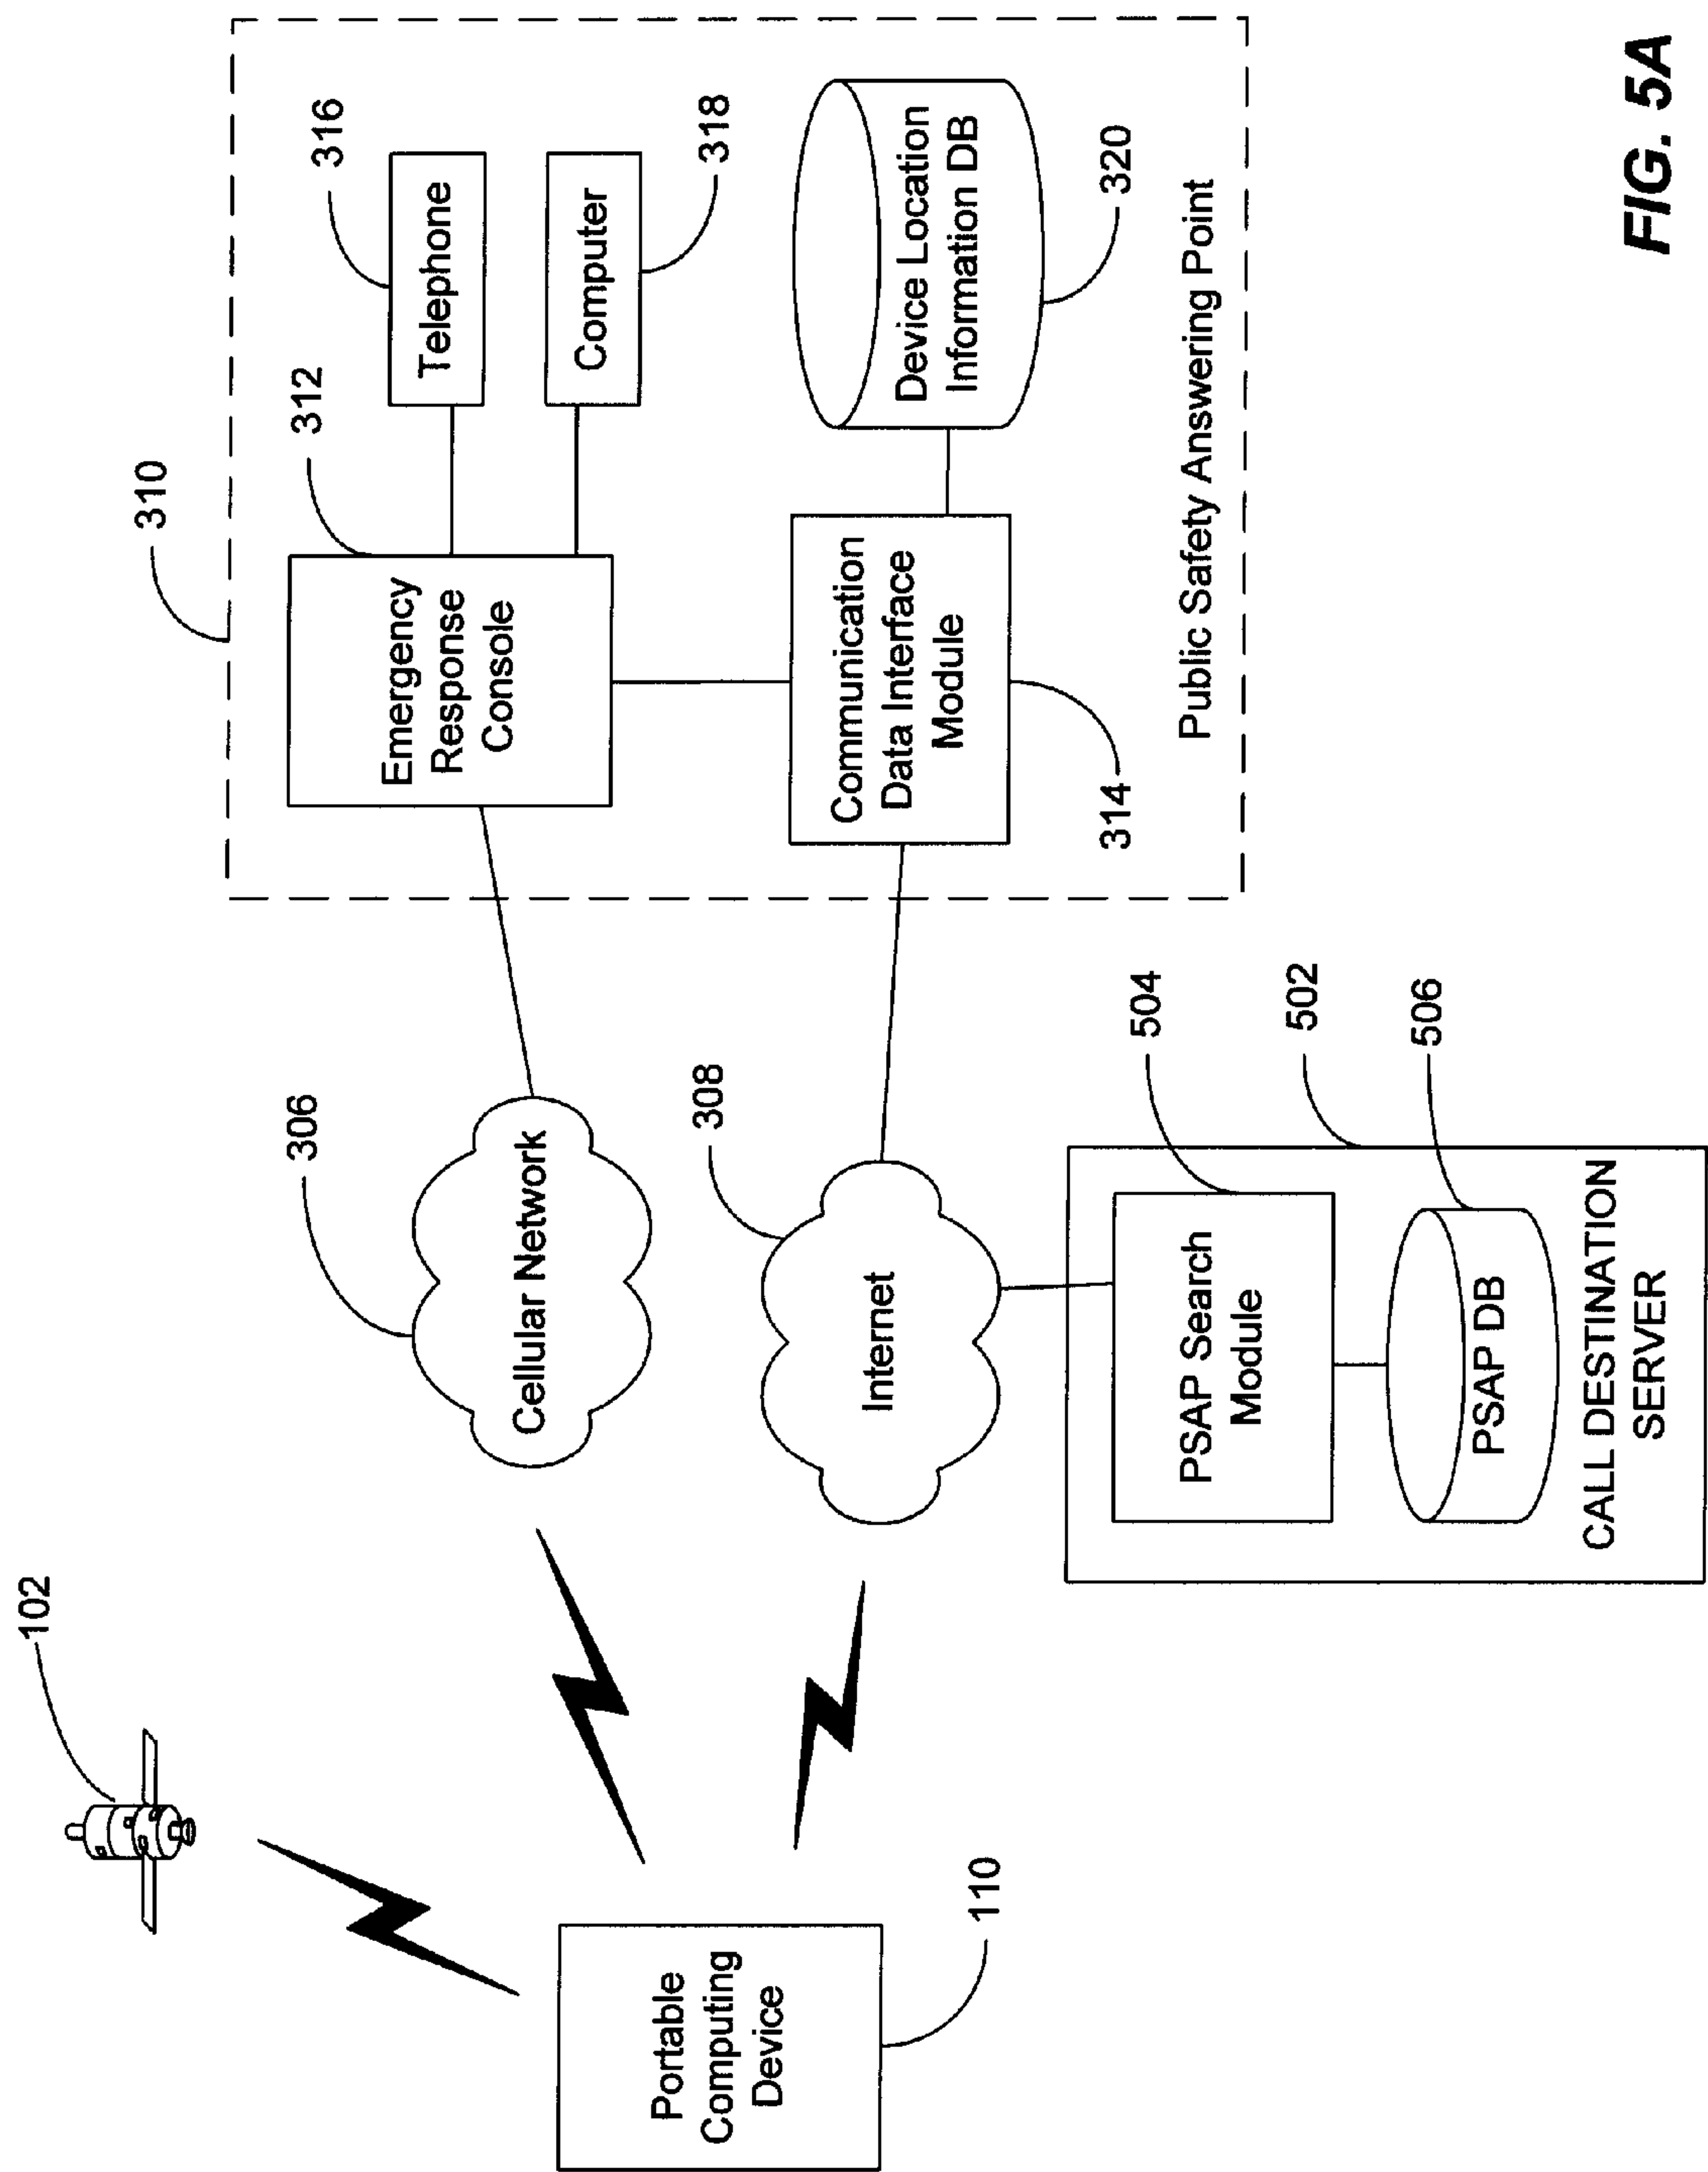 102
Portable
Computing
Device
110
306
Cellular Network
308
Internet
504
502
506
PSAP Search
Module
PSAP DB
CALL DESTINATION
SERVER
310
312
Emergency
Response
Console
316
Telephone
318
Computer
Communication
Data Interface
Module
314
Device Location
Information DB
320
Public Safety Answering Point
FIG. 5A